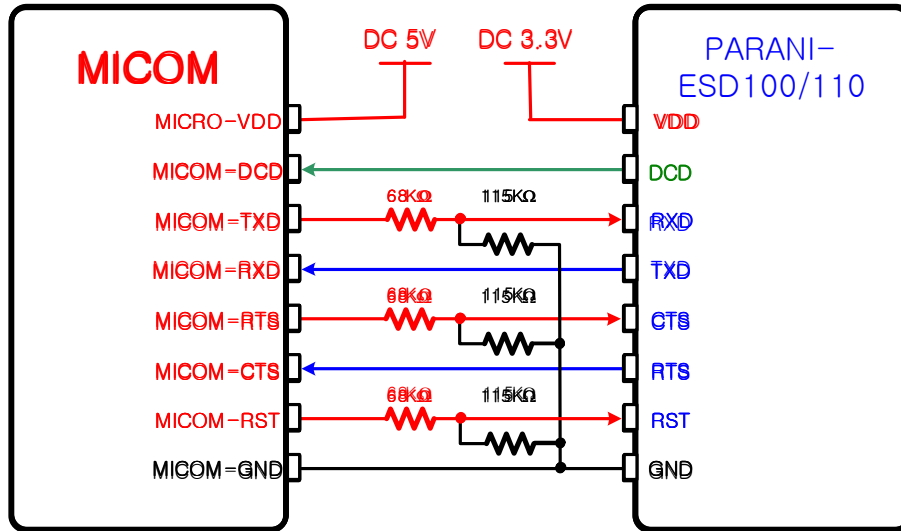 DC 5V
DC 3.3V
MICOM
PARANI-
ESD100/110
MICRO-VDD
VDD
MICOM-DCD
DCD
68KΩ
115KΩ
MICOM-TXD
RXD
MICOM-RXD
TXD
68KΩ
115KΩ
MICOM-RTS
CTS
MICOM-CTS
RTS
68KΩ
115KΩ
MICOM-RST
RST
MICOM-GND
GND